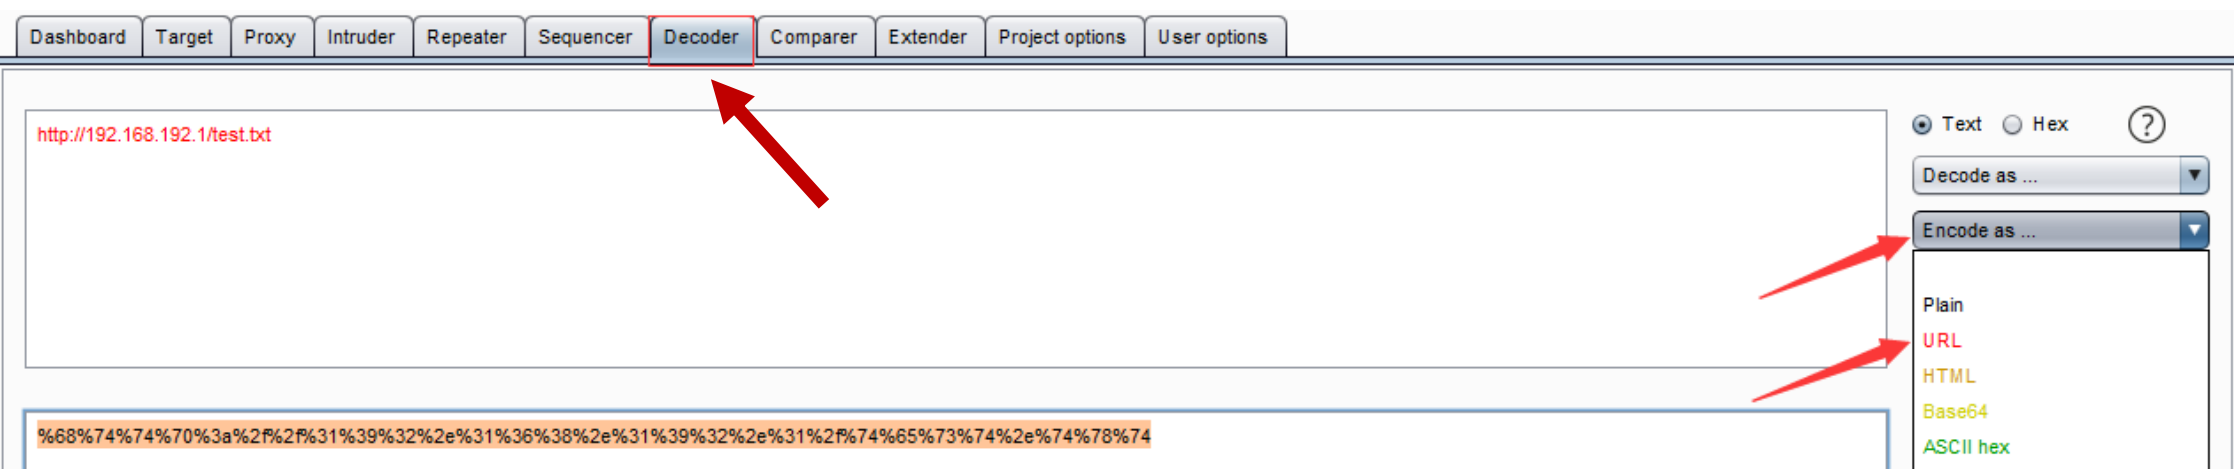 Dashboard Target Proxy Intruder Repeater Sequencer Decoder Comparer Extender Project options User options
http://192.168.192.1/test.txt
Text Hex ?
Decode as ...
Encode as ...
Plain
URL
HTML
Base64
ASCII hex
%68%74%74%70%3a%2f%2f%31%39%32%2e%31%36%38%2e%31%39%32%2e%31%2f%74%65%73%74%2e%74%78%74